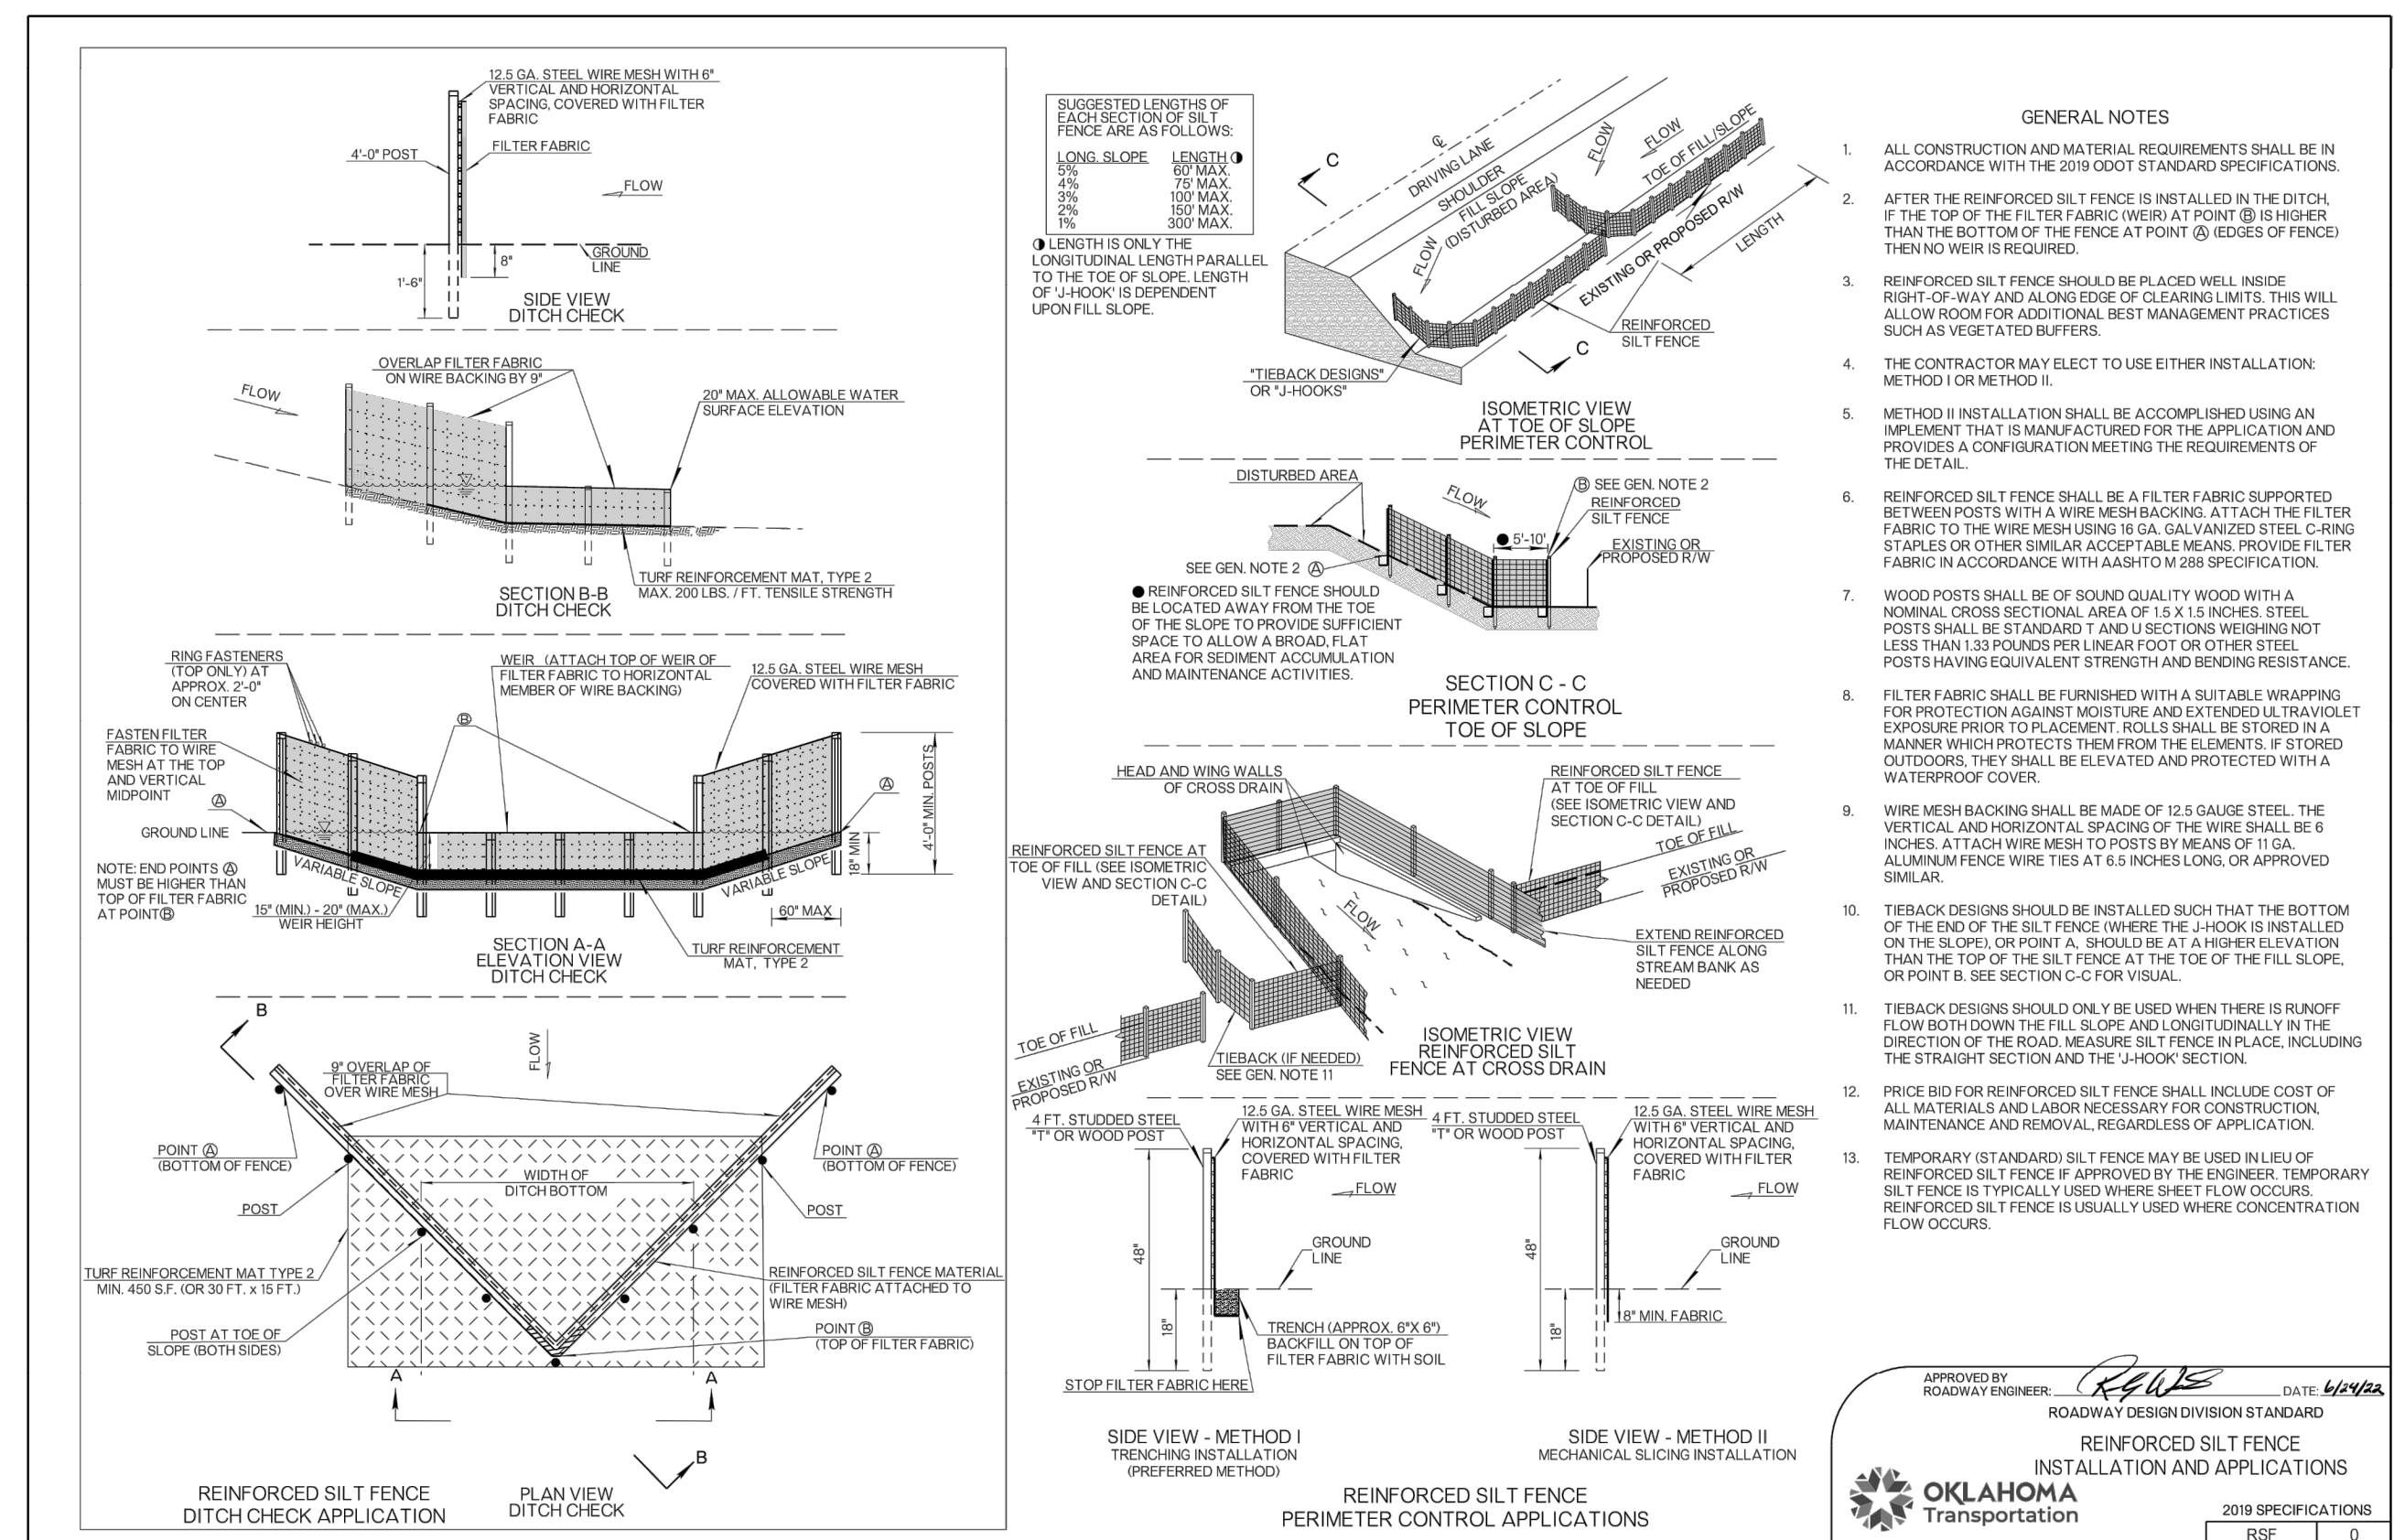 12.5 GA. STEEL WIRE MESH WITH 6"
VERTICAL AND HORIZONTAL
SPACING, COVERED WITH FILTER
FABRIC
4'-0" POST
FILTER FABRIC
FLOW
GROUND
LINE
8"
1'-6"
SIDE VIEW
DITCH CHECK
OVERLAP FILTER FABRIC
ON WIRE BACKING BY 9"
FLOW
20" MAX. ALLOWABLE WATER
SURFACE ELEVATION
TURF REINFORCEMENT MAT, TYPE 2
MAX. 200 LBS. / FT. TENSILE STRENGTH
SECTION B-B
DITCH CHECK
RING FASTENERS
(TOP ONLY) AT
APPROX. 2'-0"
ON CENTER
WEIR (ATTACH TOP OF WEIR OF
FILTER FABRIC TO HORIZONTAL
MEMBER OF WIRE BACKING)
12.5 GA. STEEL WIRE MESH
COVERED WITH FILTER FABRIC
FASTEN FILTER
FABRIC TO WIRE
MESH AT THE TOP
AND VERTICAL
MIDPOINT
Ⓑ
Ⓐ
Ⓐ
GROUND LINE
4'-0" MIN. POSTS
18" MIN
VARIABLE SLOPE
VARIABLE SLOPE
NOTE: END POINTS Ⓐ
MUST BE HIGHER THAN
TOP OF FILTER FABRIC
AT POINT Ⓑ
15" (MIN.) - 20" (MAX.)
WEIR HEIGHT
60" MAX
SECTION A-A
ELEVATION VIEW
DITCH CHECK
TURF REINFORCEMENT
MAT, TYPE 2
B
FLOW
9" OVERLAP OF
FILTER FABRIC
OVER WIRE MESH
POINT Ⓐ
(BOTTOM OF FENCE)
POINT Ⓐ
(BOTTOM OF FENCE)
WIDTH OF
DITCH BOTTOM
POST
POST
TURF REINFORCEMENT MAT TYPE 2
MIN. 450 S.F. (OR 30 FT. x 15 FT.)
REINFORCED SILT FENCE MATERIAL
(FILTER FABRIC ATTACHED TO
WIRE MESH)
POST AT TOE OF
SLOPE (BOTH SIDES)
POINT Ⓑ
(TOP OF FILTER FABRIC)
A
A
B
REINFORCED SILT FENCE
DITCH CHECK APPLICATION
PLAN VIEW
DITCH CHECK
SUGGESTED LENGTHS OF
EACH SECTION OF SILT
FENCE ARE AS FOLLOWS:
LONG. SLOPE LENGTH ◑
5% 60' MAX.
4% 75' MAX.
3% 100' MAX.
2% 150' MAX.
1% 300' MAX.
◑ LENGTH IS ONLY THE
LONGITUDINAL LENGTH PARALLEL
TO THE TOE OF SLOPE. LENGTH
OF 'J-HOOK' IS DEPENDENT
UPON FILL SLOPE.
C
℄
DRIVING LANE
SHOULDER
FILL SLOPE
(DISTURBED AREA)
FLOW
FLOW
FLOW
TOE OF FILL/SLOPE
EXISTING OR PROPOSED R/W
LENGTH
REINFORCED
SILT FENCE
C
"TIEBACK DESIGNS"
OR "J-HOOKS"
ISOMETRIC VIEW
AT TOE OF SLOPE
PERIMETER CONTROL
DISTURBED AREA
FLOW
Ⓑ SEE GEN. NOTE 2
REINFORCED
SILT FENCE
● 5'-10'
EXISTING OR
PROPOSED R/W
SEE GEN. NOTE 2 Ⓐ
● REINFORCED SILT FENCE SHOULD
BE LOCATED AWAY FROM THE TOE
OF THE SLOPE TO PROVIDE SUFFICIENT
SPACE TO ALLOW A BROAD, FLAT
AREA FOR SEDIMENT ACCUMULATION
AND MAINTENANCE ACTIVITIES.
SECTION C - C
PERIMETER CONTROL
TOE OF SLOPE
HEAD AND WING WALLS
OF CROSS DRAIN
REINFORCED SILT FENCE
AT TOE OF FILL
(SEE ISOMETRIC VIEW AND
SECTION C-C DETAIL)
REINFORCED SILT FENCE AT
TOE OF FILL (SEE ISOMETRIC
VIEW AND SECTION C-C
DETAIL)
TOE OF FILL
EXISTING OR
PROPOSED R/W
FLOW
EXTEND REINFORCED
SILT FENCE ALONG
STREAM BANK AS
NEEDED
TOE OF FILL
EXISTING OR
PROPOSED R/W
TIEBACK (IF NEEDED)
SEE GEN. NOTE 11
ISOMETRIC VIEW
REINFORCED SILT
FENCE AT CROSS DRAIN
4 FT. STUDDED STEEL
"T" OR WOOD POST
12.5 GA. STEEL WIRE MESH
WITH 6" VERTICAL AND
HORIZONTAL SPACING,
COVERED WITH FILTER
FABRIC
FLOW
48"
GROUND
LINE
18"
TRENCH (APPROX. 6"X 6")
BACKFILL ON TOP OF
FILTER FABRIC WITH SOIL
STOP FILTER FABRIC HERE
SIDE VIEW - METHOD I
TRENCHING INSTALLATION
(PREFERRED METHOD)
4 FT. STUDDED STEEL
"T" OR WOOD POST
12.5 GA. STEEL WIRE MESH
WITH 6" VERTICAL AND
HORIZONTAL SPACING,
COVERED WITH FILTER
FABRIC
FLOW
48"
GROUND
LINE
18"
8" MIN. FABRIC
SIDE VIEW - METHOD II
MECHANICAL SLICING INSTALLATION
REINFORCED SILT FENCE
PERIMETER CONTROL APPLICATIONS
GENERAL NOTES
1. ALL CONSTRUCTION AND MATERIAL REQUIREMENTS SHALL BE IN
ACCORDANCE WITH THE 2019 ODOT STANDARD SPECIFICATIONS.
2. AFTER THE REINFORCED SILT FENCE IS INSTALLED IN THE DITCH,
IF THE TOP OF THE FILTER FABRIC (WEIR) AT POINT Ⓑ IS HIGHER
THAN THE BOTTOM OF THE FENCE AT POINT Ⓐ (EDGES OF FENCE)
THEN NO WEIR IS REQUIRED.
3. REINFORCED SILT FENCE SHOULD BE PLACED WELL INSIDE
RIGHT-OF-WAY AND ALONG EDGE OF CLEARING LIMITS. THIS WILL
ALLOW ROOM FOR ADDITIONAL BEST MANAGEMENT PRACTICES
SUCH AS VEGETATED BUFFERS.
4. THE CONTRACTOR MAY ELECT TO USE EITHER INSTALLATION:
METHOD I OR METHOD II.
5. METHOD II INSTALLATION SHALL BE ACCOMPLISHED USING AN
IMPLEMENT THAT IS MANUFACTURED FOR THE APPLICATION AND
PROVIDES A CONFIGURATION MEETING THE REQUIREMENTS OF
THE DETAIL.
6. REINFORCED SILT FENCE SHALL BE A FILTER FABRIC SUPPORTED
BETWEEN POSTS WITH A WIRE MESH BACKING. ATTACH THE FILTER
FABRIC TO THE WIRE MESH USING 16 GA. GALVANIZED STEEL C-RING
STAPLES OR OTHER SIMILAR ACCEPTABLE MEANS. PROVIDE FILTER
FABRIC IN ACCORDANCE WITH AASHTO M 288 SPECIFICATION.
7. WOOD POSTS SHALL BE OF SOUND QUALITY WOOD WITH A
NOMINAL CROSS SECTIONAL AREA OF 1.5 X 1.5 INCHES. STEEL
POSTS SHALL BE STANDARD T AND U SECTIONS WEIGHING NOT
LESS THAN 1.33 POUNDS PER LINEAR FOOT OR OTHER STEEL
POSTS HAVING EQUIVALENT STRENGTH AND BENDING RESISTANCE.
8. FILTER FABRIC SHALL BE FURNISHED WITH A SUITABLE WRAPPING
FOR PROTECTION AGAINST MOISTURE AND EXTENDED ULTRAVIOLET
EXPOSURE PRIOR TO PLACEMENT. ROLLS SHALL BE STORED IN A
MANNER WHICH PROTECTS THEM FROM THE ELEMENTS. IF STORED
OUTDOORS, THEY SHALL BE ELEVATED AND PROTECTED WITH A
WATERPROOF COVER.
9. WIRE MESH BACKING SHALL BE MADE OF 12.5 GAUGE STEEL. THE
VERTICAL AND HORIZONTAL SPACING OF THE WIRE SHALL BE 6
INCHES. ATTACH WIRE MESH TO POSTS BY MEANS OF 11 GA.
ALUMINUM FENCE WIRE TIES AT 6.5 INCHES LONG, OR APPROVED
SIMILAR.
10. TIEBACK DESIGNS SHOULD BE INSTALLED SUCH THAT THE BOTTOM
OF THE END OF THE SILT FENCE (WHERE THE J-HOOK IS INSTALLED
ON THE SLOPE), OR POINT A, SHOULD BE AT A HIGHER ELEVATION
THAN THE TOP OF THE SILT FENCE AT THE TOE OF THE FILL SLOPE,
OR POINT B. SEE SECTION C-C FOR VISUAL.
11. TIEBACK DESIGNS SHOULD ONLY BE USED WHEN THERE IS RUNOFF
FLOW BOTH DOWN THE FILL SLOPE AND LONGITUDINALLY IN THE
DIRECTION OF THE ROAD. MEASURE SILT FENCE IN PLACE, INCLUDING
THE STRAIGHT SECTION AND THE 'J-HOOK' SECTION.
12. PRICE BID FOR REINFORCED SILT FENCE SHALL INCLUDE COST OF
ALL MATERIALS AND LABOR NECESSARY FOR CONSTRUCTION,
MAINTENANCE AND REMOVAL, REGARDLESS OF APPLICATION.
13. TEMPORARY (STANDARD) SILT FENCE MAY BE USED IN LIEU OF
REINFORCED SILT FENCE IF APPROVED BY THE ENGINEER. TEMPORARY
SILT FENCE IS TYPICALLY USED WHERE SHEET FLOW OCCURS.
REINFORCED SILT FENCE IS USUALLY USED WHERE CONCENTRATION
FLOW OCCURS.
APPROVED BY
ROADWAY ENGINEER: DATE: 6/24/22
ROADWAY DESIGN DIVISION STANDARD
REINFORCED SILT FENCE
INSTALLATION AND APPLICATIONS
OKLAHOMA
Transportation
2019 SPECIFICATIONS
RSF 0